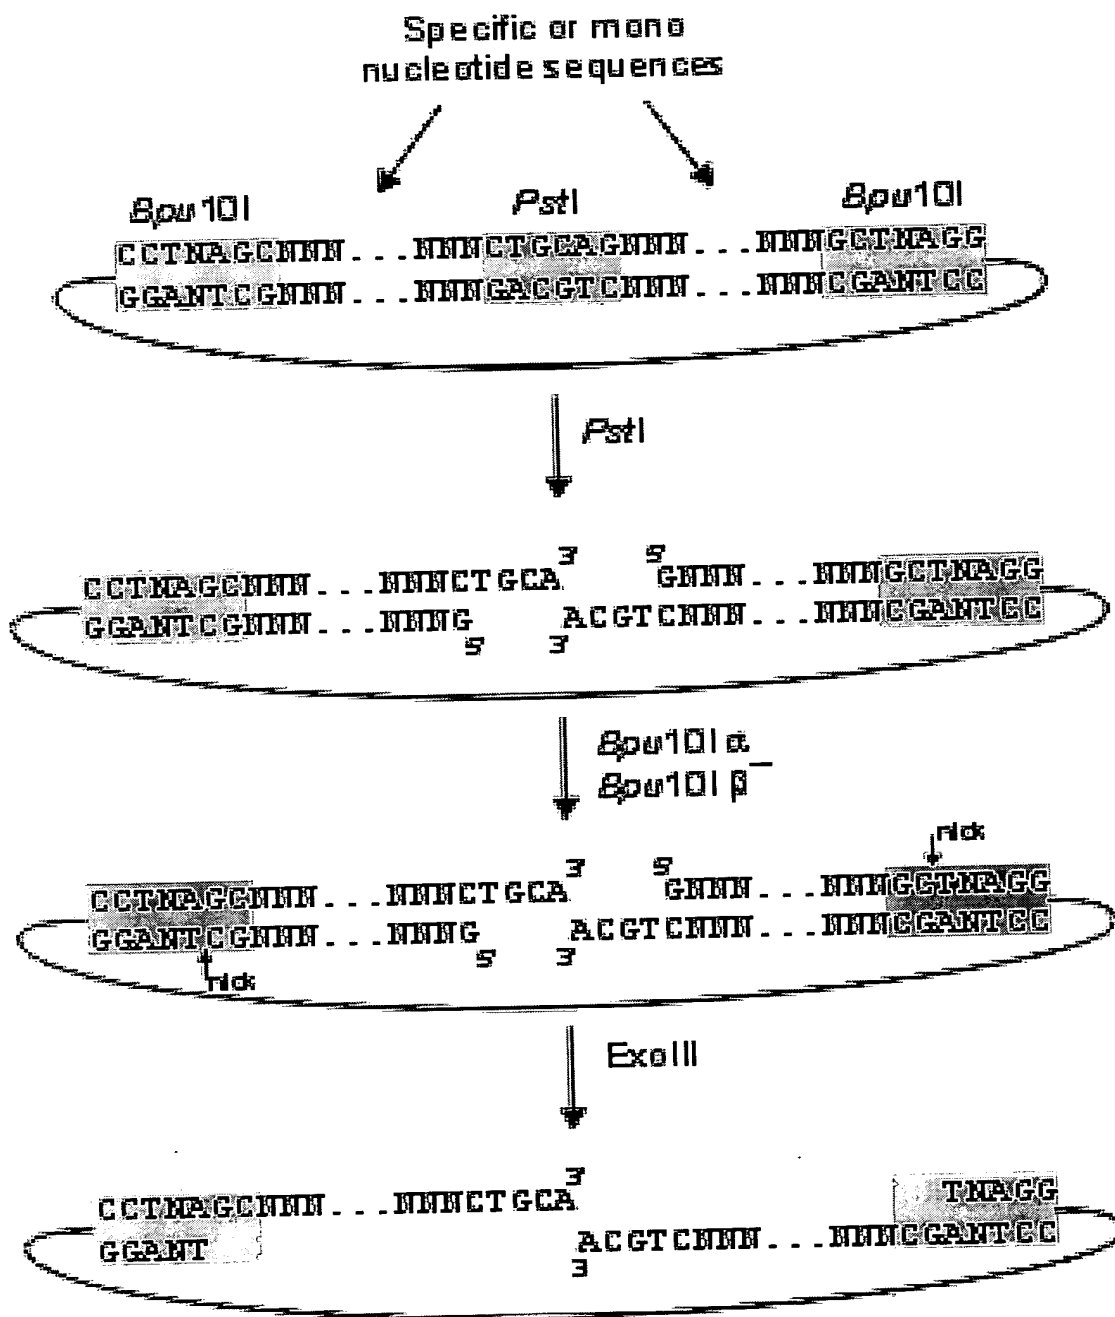 Specific or mono
nucleotide sequences
Bpu10I PstI Bpu10I
CCTNAGCNNN...NNNCTGCAGNNN...NNNGCTNAGG
GGANTCGNNN...NNNGACGTCNNN...NNNCGANTCC
PstI
3' 5'
CCTNAGCNNN...NNNCTGCA GNNN...NNNGCTNAGG
GGANTCGNNN...NNNG ACGTCNNN...NNNCGANTCC
5' 3'
Bpu10I α
Bpu10I β¯
nick
3' 5'
CCTNAGCNNN...NNNCTGCA GNNN...NNNGCTNAGG
GGANTCGNNN...NNNG ACGTCNNN...NNNCGANTCC
5' 3'
nick
ExoIII
3'
CCTNAGCNNN...NNNCTGCA TNAGG
GGANT ACGTCNNN...NNNCGANTCC
3